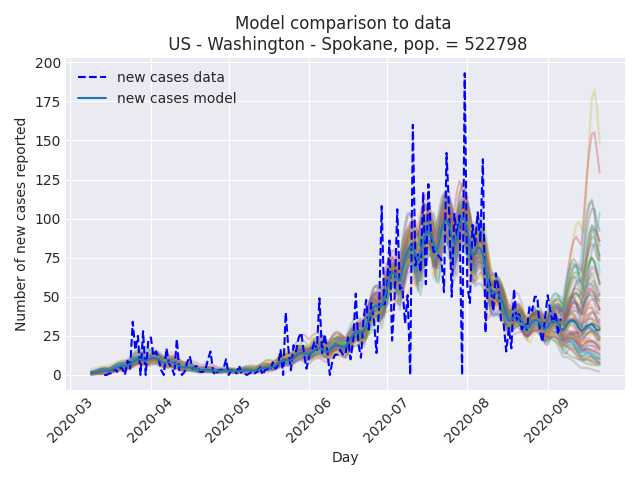 Model comparison to data
US - Washington - Spokane, pop. = 522798
200
175
150
125
100
75
50
25
0
Number of new cases reported
new cases data
new cases model
2020-03
2020-04
2020-05
2020-06
2020-07
2020-08
2020-09
Day